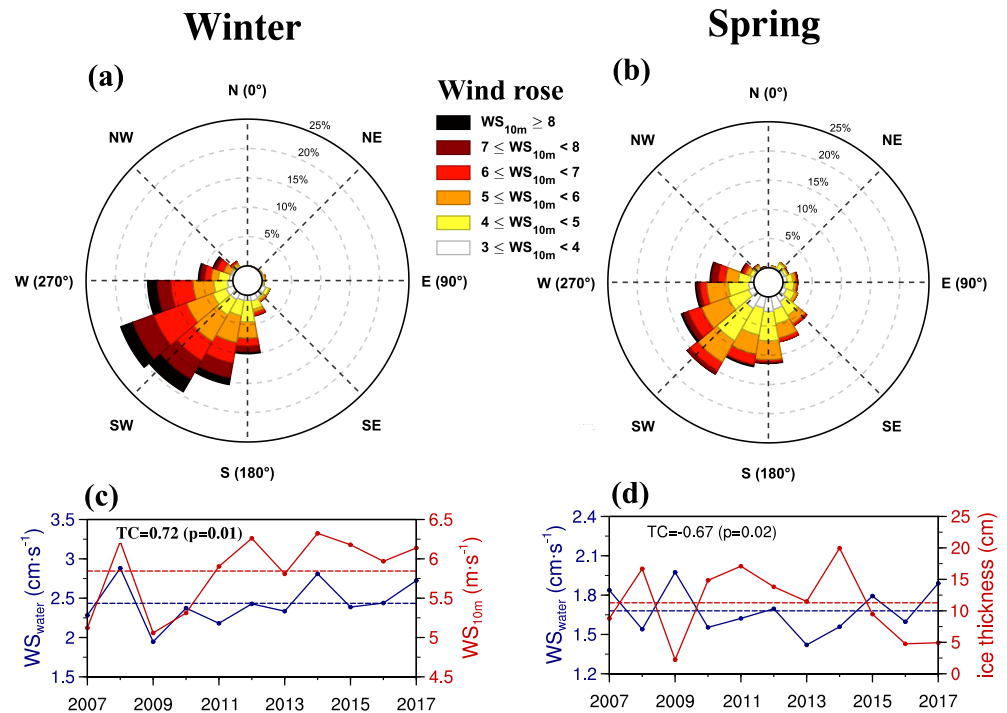 Winter
Spring
(a)
(b)
N (0°)
NE
E (90°)
SE
S (180°)
SW
W (270°)
NW
25%
20%
15%
10%
5%
Wind rose
WS10m ≥ 8
7 ≤ WS10m < 8
6 ≤ WS10m < 7
5 ≤ WS10m < 6
4 ≤ WS10m < 5
3 ≤ WS10m < 4
N (0°)
NE
E (90°)
SE
S (180°)
SW
W (270°)
NW
25%
20%
15%
10%
5%
(c)
TC=0.72 (p=0.01)
WSwater (cm·s-1)
3.5
3
2.5
2
1.5
WS10m (m·s-1)
6.5
6
5.5
5
4.5
2007 2009 2011 2013 2015 2017
(d)
TC=-0.67 (p=0.02)
WSwater (cm·s-1)
2.4
2.1
1.8
1.5
1.2
ice thickness (cm)
25
20
15
10
5
0
2007 2009 2011 2013 2015 2017